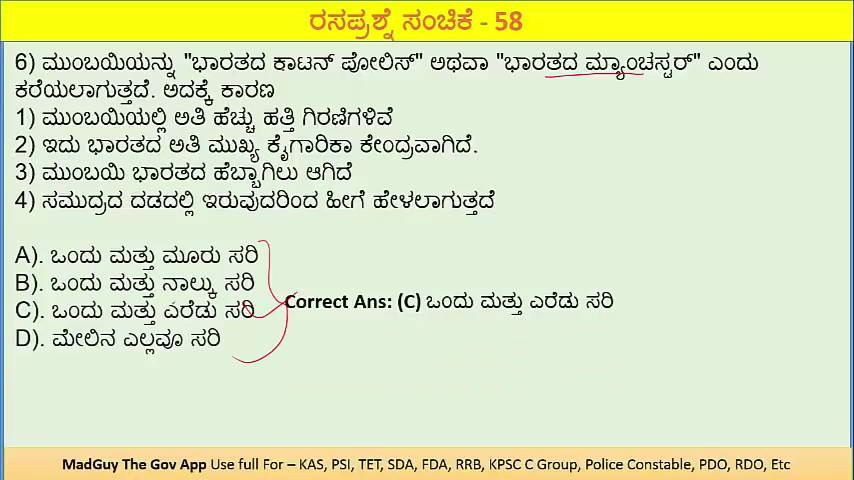 ರಸಪ್ರಶ್ನೆ ಸಂಚಿಕೆ - 58
6) ಮುಂಬಯಿಯನ್ನು "ಭಾರತದ ಕಾಟನ್ ಪೋಲಿಸ್" ಅಥವಾ "ಭಾರತದ ಮ್ಯಾಂಚಸ್ಟರ್" ಎಂದು
ಕರೆಯಲಾಗುತ್ತದೆ. ಅದಕ್ಕೆ ಕಾರಣ
1) ಮುಂಬಯಿಯಲ್ಲಿ ಅತಿ ಹೆಚ್ಚು ಹತ್ತಿ ಗಿರಣಿಗಳಿವೆ
2) ಇದು ಭಾರತದ ಅತಿ ಮುಖ್ಯ ಕೈಗಾರಿಕಾ ಕೇಂದ್ರವಾಗಿದೆ.
3) ಮುಂಬಯಿ ಭಾರತದ ಹೆಬ್ಬಾಗಿಲು ಆಗಿದೆ
4) ಸಮುದ್ರದ ದಡದಲ್ಲಿ ಇರುವುದರಿಂದ ಹೀಗೆ ಹೇಳಲಾಗುತ್ತದೆ
A). ಒಂದು ಮತ್ತು ಮೂರು ಸರಿ
B). ಒಂದು ಮತ್ತು ನಾಲ್ಕು ಸರಿ
C). ಒಂದು ಮತ್ತು ಎರೆಡು ಸರಿ
Correct Ans: (C) ಒಂದು ಮತ್ತು ಎರೆಡು ಸರಿ
D). ಮೇಲಿನ ಎಲ್ಲವೂ ಸರಿ
MadGuy The Gov App Use full For – KAS, PSI, TET, SDA, FDA, RRB, KPSC C Group, Police Constable, PDO, RDO, Etc